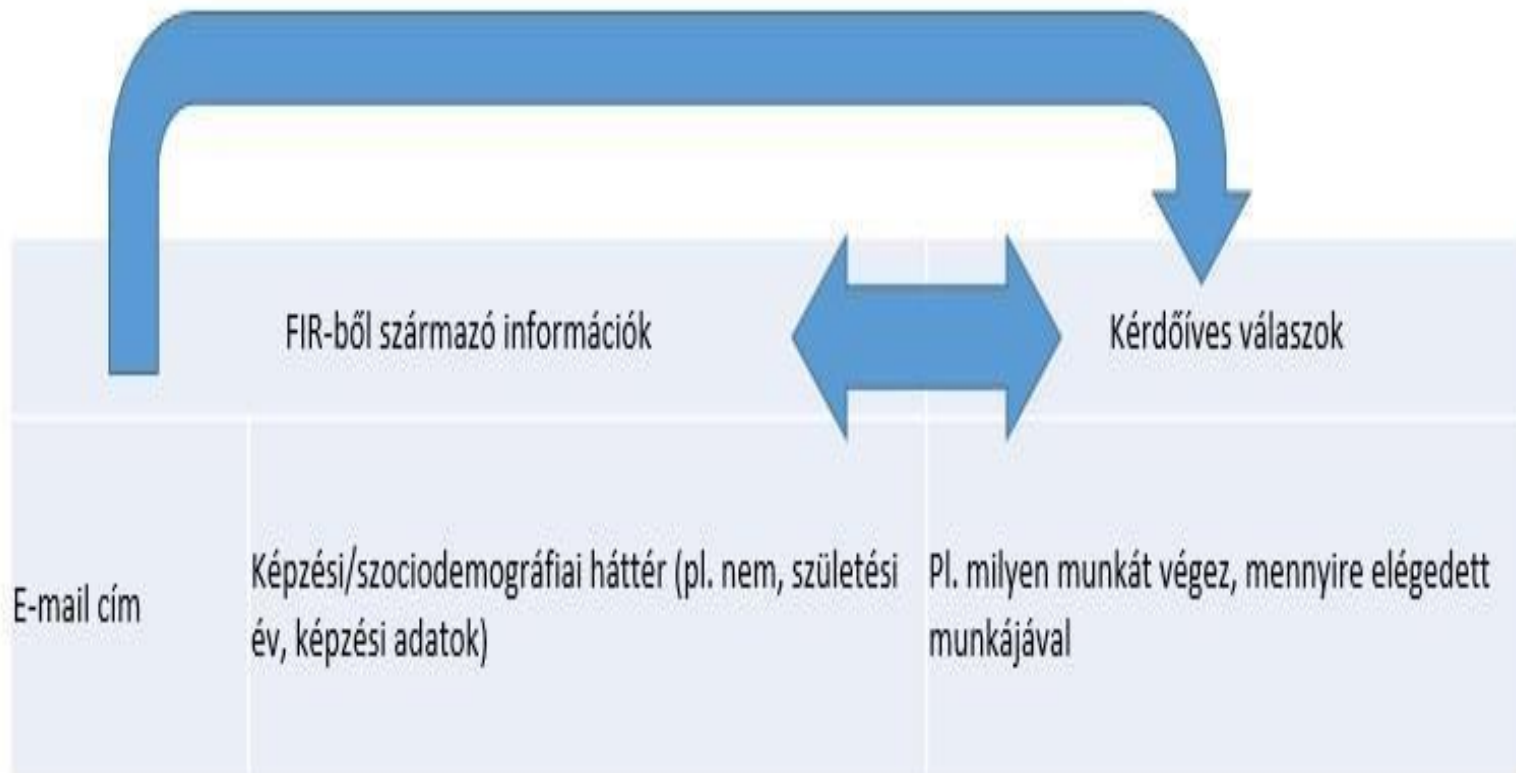 FIR-ből származó információk
Kérdőíves válaszok
E-mail cím
Képzési/szociodemográfiai háttér (pl. nem, születési
év, képzési adatok)
Pl. milyen munkát végez, mennyire elégedett
munkájával